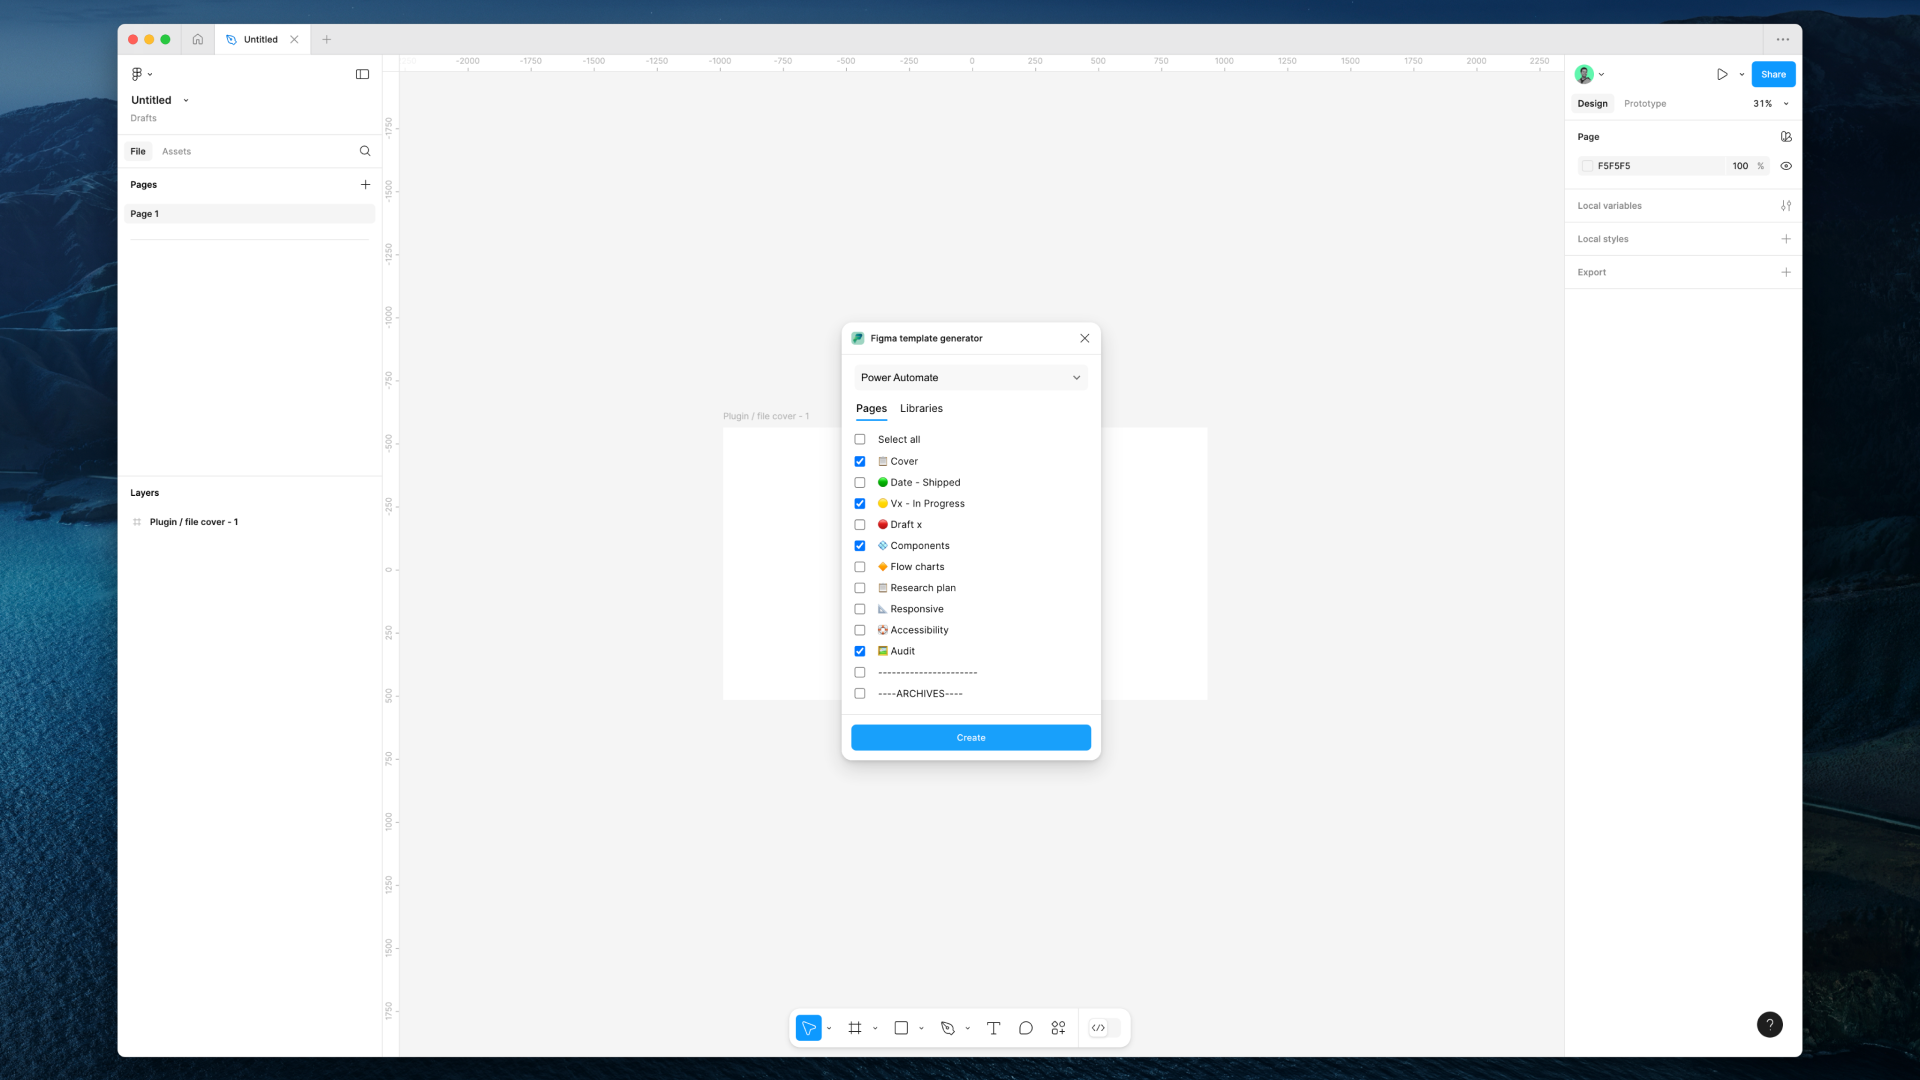 Untitled
Untitled
Drafts
File Assets
Pages
Page 1
Layers
Plugin / file cover - 1
-2000 -1750 -1500 -1250 -1000 -750 -500 -250 0 250 500 750 1000 1250 1500 1750 2000 2250
-1750
-1500
-1250
-1000
-750
-500
-250
0
250
500
750
1000
1250
1500
1750
Plugin / file cover - 1
Figma template generator
Power Automate
Pages Libraries
Select all
Cover
Date - Shipped
Vx - In Progress
Draft x
Components
Flow charts
Research plan
Responsive
Accessibility
Audit
----------------------
----ARCHIVES----
Create
Share
Design Prototype 31%
Page
F5F5F5 100 %
Local variables
Local styles
Export
?